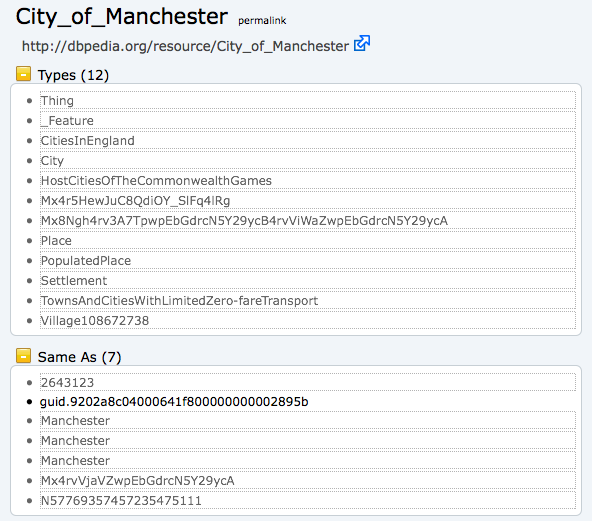 City_of_Manchester permalink
http://dbpedia.org/resource/City_of_Manchester
Types (12)
Thing
_Feature
CitiesInEngland
City
HostCitiesOfTheCommonwealthGames
Mx4r5HewJuC8QdiOY_SlFq4lRg
Mx8Ngh4rv3A7TpwpEbGdrcN5Y29ycB4rvViWaZwpEbGdrcN5Y29ycA
Place
PopulatedPlace
Settlement
TownsAndCitiesWithLimitedZero-fareTransport
Village108672738
Same As (7)
2643123
guid.9202a8c04000641f800000000002895b
Manchester
Manchester
Manchester
Mx4rvVjaVZwpEbGdrcN5Y29ycA
N57769357457235475111